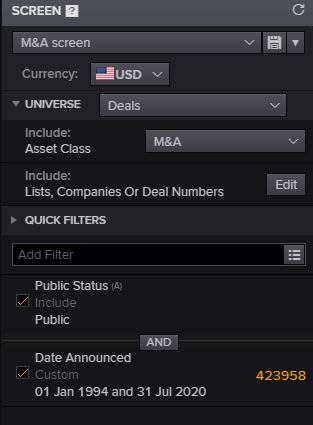 SCREEN ?
M&A screen
Currency: USD
UNIVERSE Deals
Include:
Asset Class M&A
Include:
Lists, Companies Or Deal Numbers Edit
QUICK FILTERS
Add Filter
Public Status (A)
Include
Public
AND
Date Announced
Custom 423958
01 Jan 1994 and 31 Jul 2020